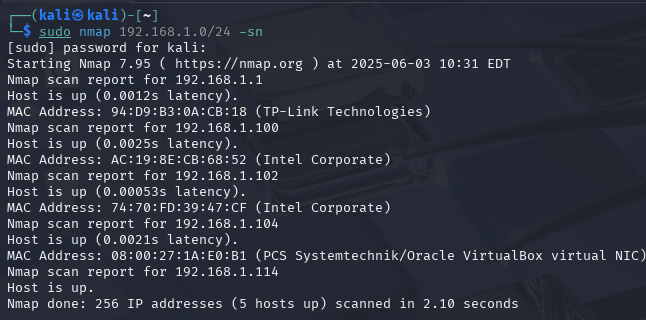 ┌──(kali㉿kali)-[~]
└─$ sudo nmap 192.168.1.0/24 -sn
[sudo] password for kali:
Starting Nmap 7.95 ( https://nmap.org ) at 2025-06-03 10:31 EDT
Nmap scan report for 192.168.1.1
Host is up (0.0012s latency).
MAC Address: 94:D9:B3:0A:CB:18 (TP-Link Technologies)
Nmap scan report for 192.168.1.100
Host is up (0.0025s latency).
MAC Address: AC:19:8E:CB:68:52 (Intel Corporate)
Nmap scan report for 192.168.1.102
Host is up (0.00053s latency).
MAC Address: 74:70:FD:39:47:CF (Intel Corporate)
Nmap scan report for 192.168.1.104
Host is up (0.0021s latency).
MAC Address: 08:00:27:1A:E0:B1 (PCS Systemtechnik/Oracle VirtualBox virtual NIC)
Nmap scan report for 192.168.1.114
Host is up.
Nmap done: 256 IP addresses (5 hosts up) scanned in 2.10 seconds